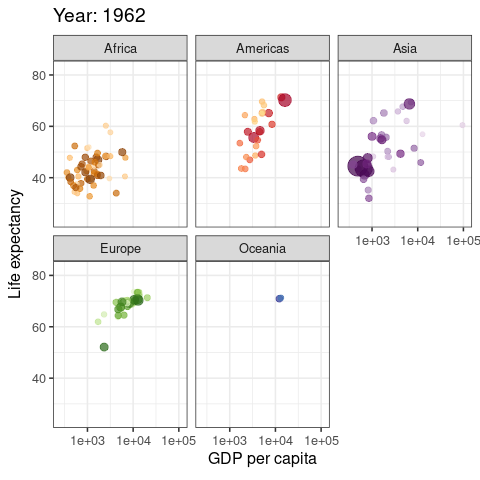 Year: 1962
Africa
Americas
Asia
80
60
40
1e+03 1e+04 1e+05
Europe
Oceania
80
60
40
1e+03 1e+04 1e+05
1e+03 1e+04 1e+05
Life expectancy
GDP per capita